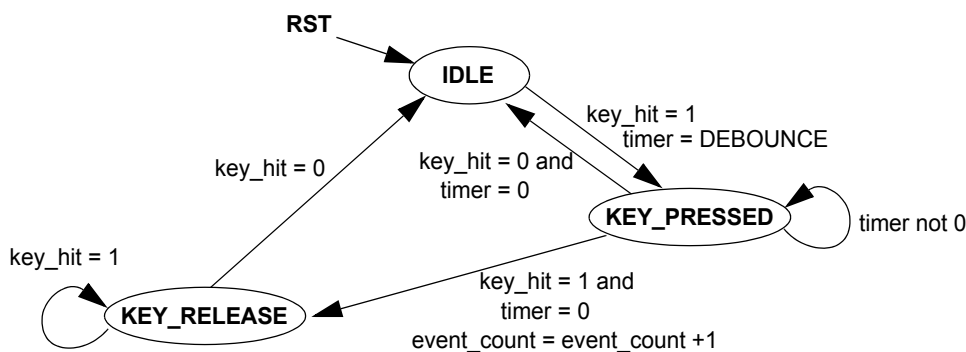 RST
IDLE
key_hit = 1
timer = DEBOUNCE
key_hit = 0
key_hit = 0 and
timer = 0
KEY_PRESSED
timer not 0
key_hit = 1
key_hit = 1 and
timer = 0
event_count = event_count +1
KEY_RELEASE